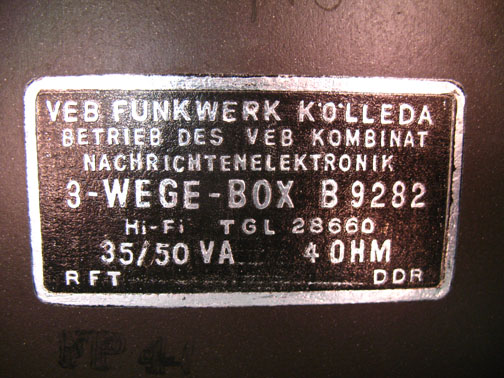 VEB FUNKWERK KÖLLEDA
BETRIEB DES VEB KOMBINAT
NACHRICHTENELEKTRONIK
3-WEGE-BOX B 9282
Hi-Fi TGL 28660
35/50 VA 4 OHM
RFT DDR